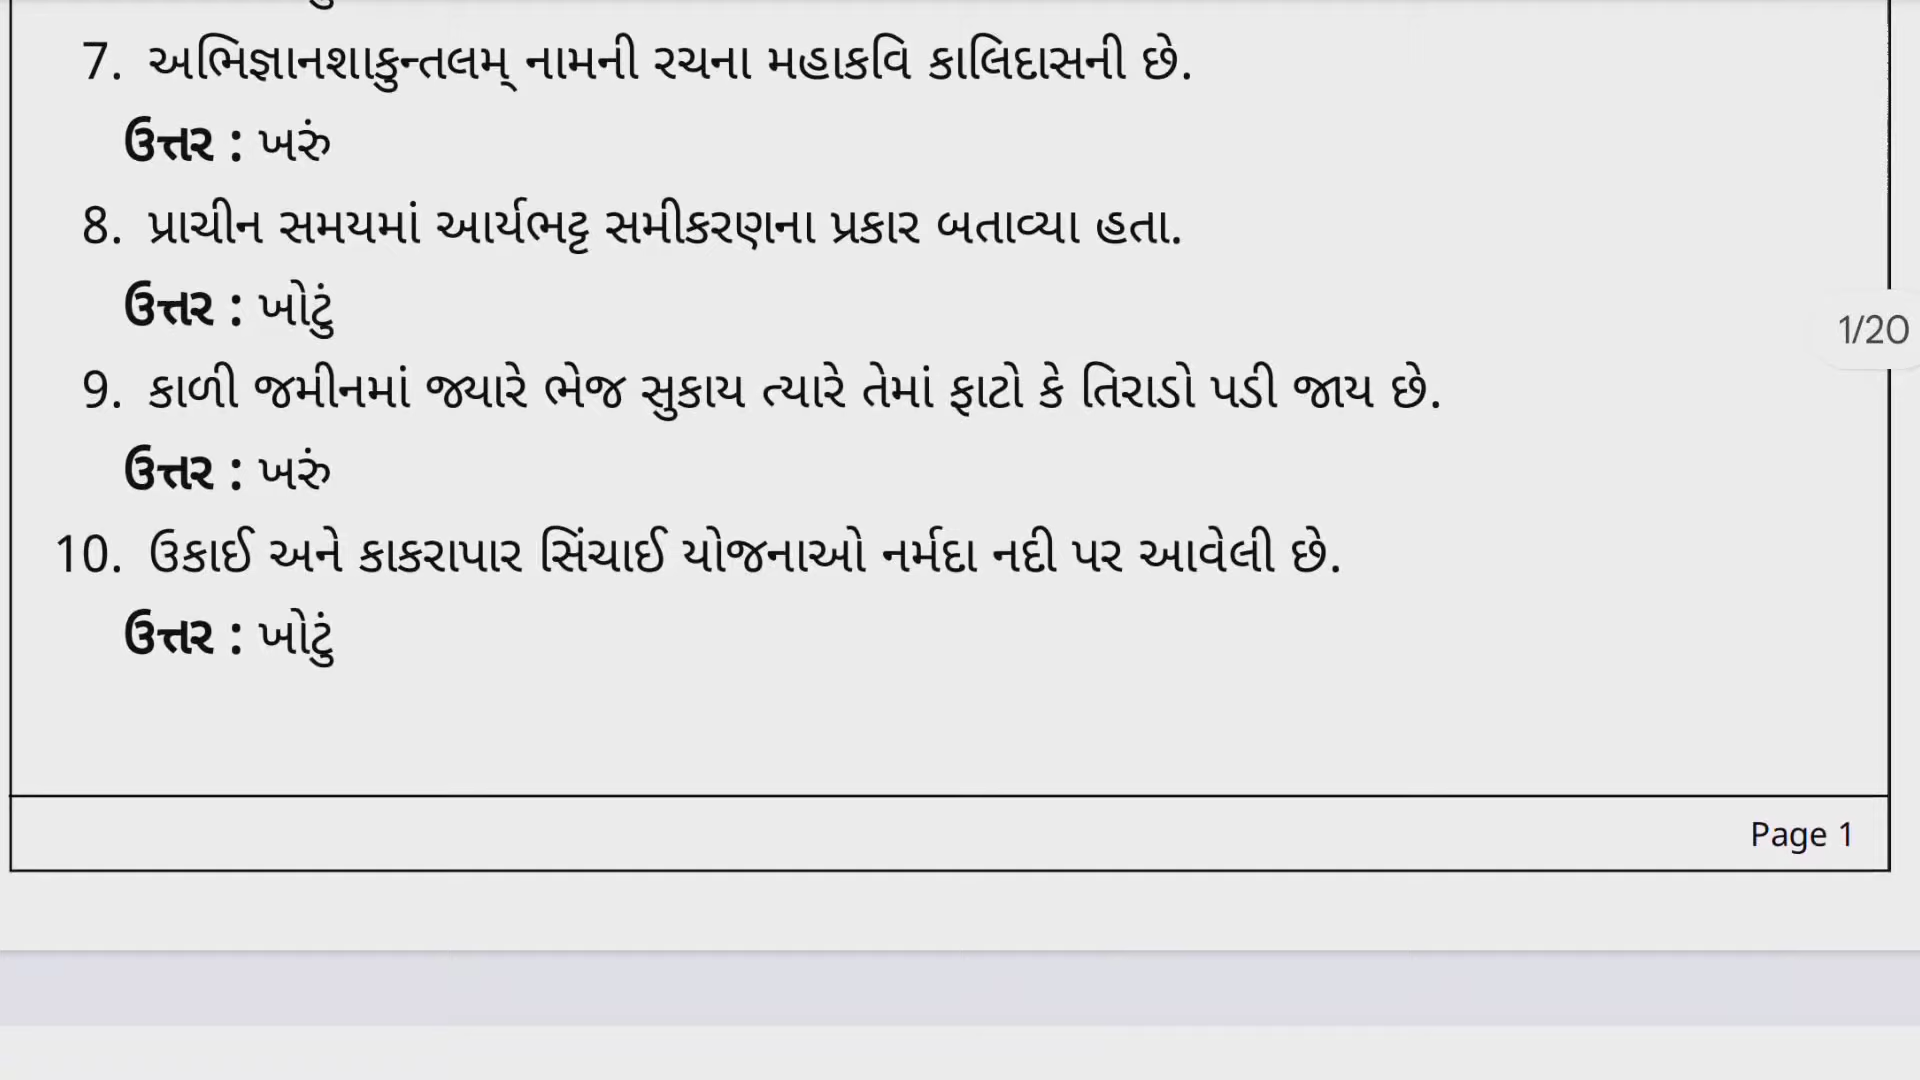 7. અભિજ્ઞાનશાકુન્તલમ્ નામની રચના મહાકવિ કાલિદાસની છે.
ઉત્તર : ખરું
8. પ્રાચીન સમયમાં આર્યભટ્ટ સમીકરણના પ્રકાર બતાવ્યા હતા.
ઉત્તર : ખોટું
1/20
9. કાળી જમીનમાં જ્યારે ભેજ સુકાય ત્યારે તેમાં ફાટો કે તિરાડો પડી જાય છે.
ઉત્તર : ખરું
10. ઉકાઈ અને કાકરાપાર સિંચાઈ યોજનાઓ નર્મદા નદી પર આવેલી છે.
ઉત્તર : ખોટું
Page 1